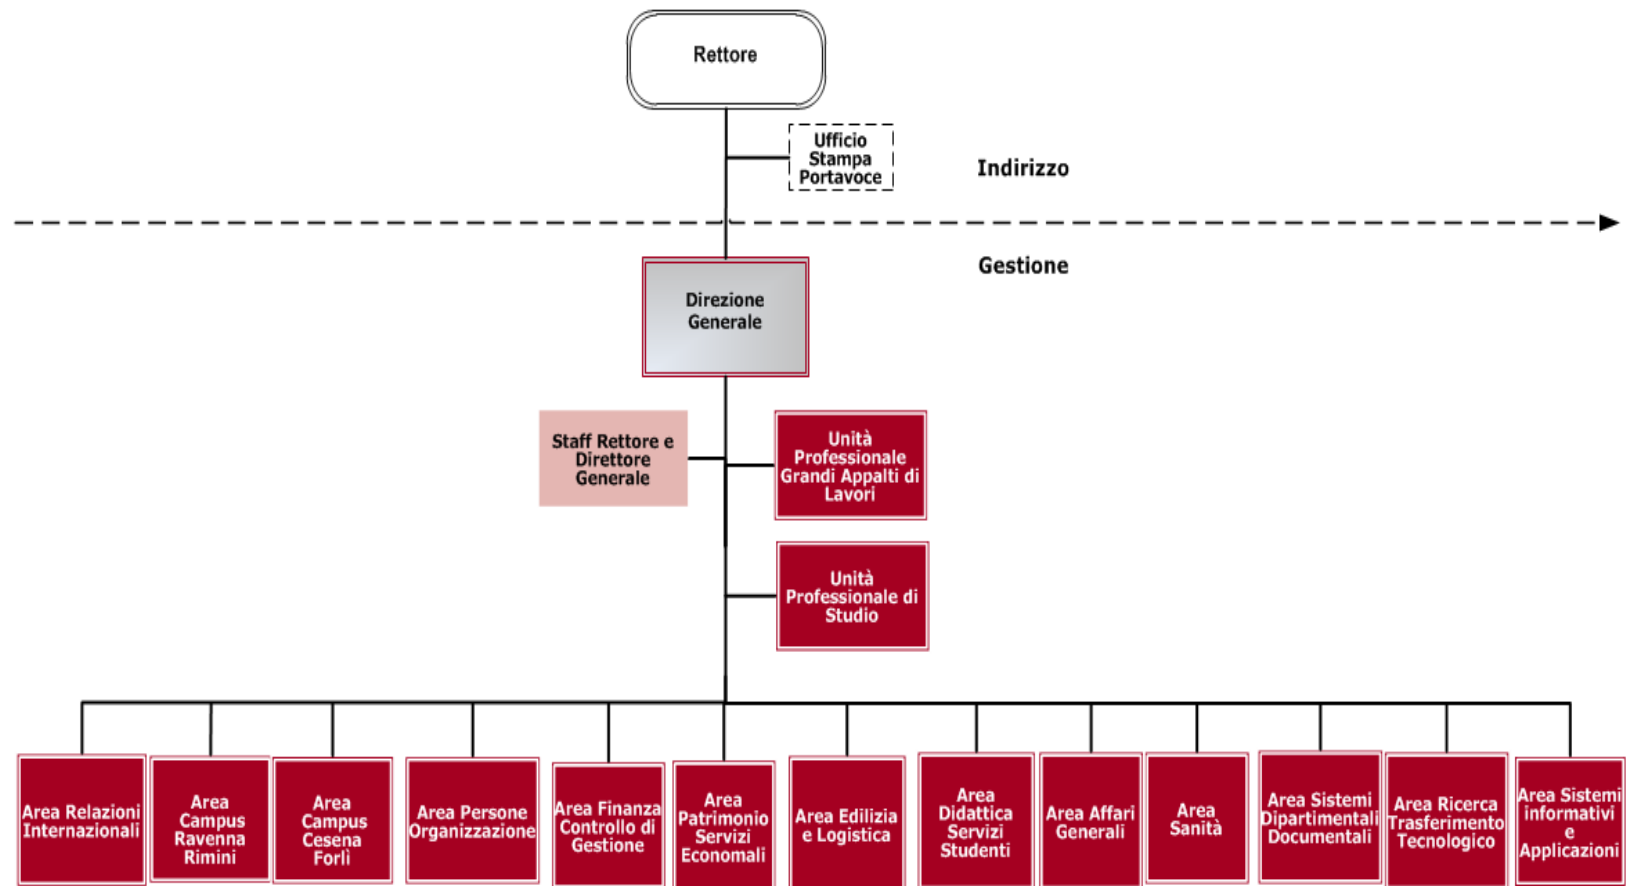 Rettore
Ufficio
Stampa
Portavoce
Indirizzo
Gestione
Direzione
Generale
Staff Rettore e
Direttore
Generale
Unità
Professionale
Grandi Appalti di
Lavori
Unità
Professionale di
Studio
Area Relazioni
Internazionali
Area
Campus
Ravenna
Rimini
Area
Campus
Cesena
Forlì
Area Persone
Organizzazione
Area Finanza
Controllo di
Gestione
Area
Patrimonio
Servizi
Economali
Area Edilizia
e Logistica
Area
Didattica
Servizi
Studenti
Area Affari
Generali
Area
Sanità
Area Sistemi
Dipartimentali
Documentali
Area Ricerca
Trasferimento
Tecnologico
Area Sistemi
informativi
e
Applicazioni